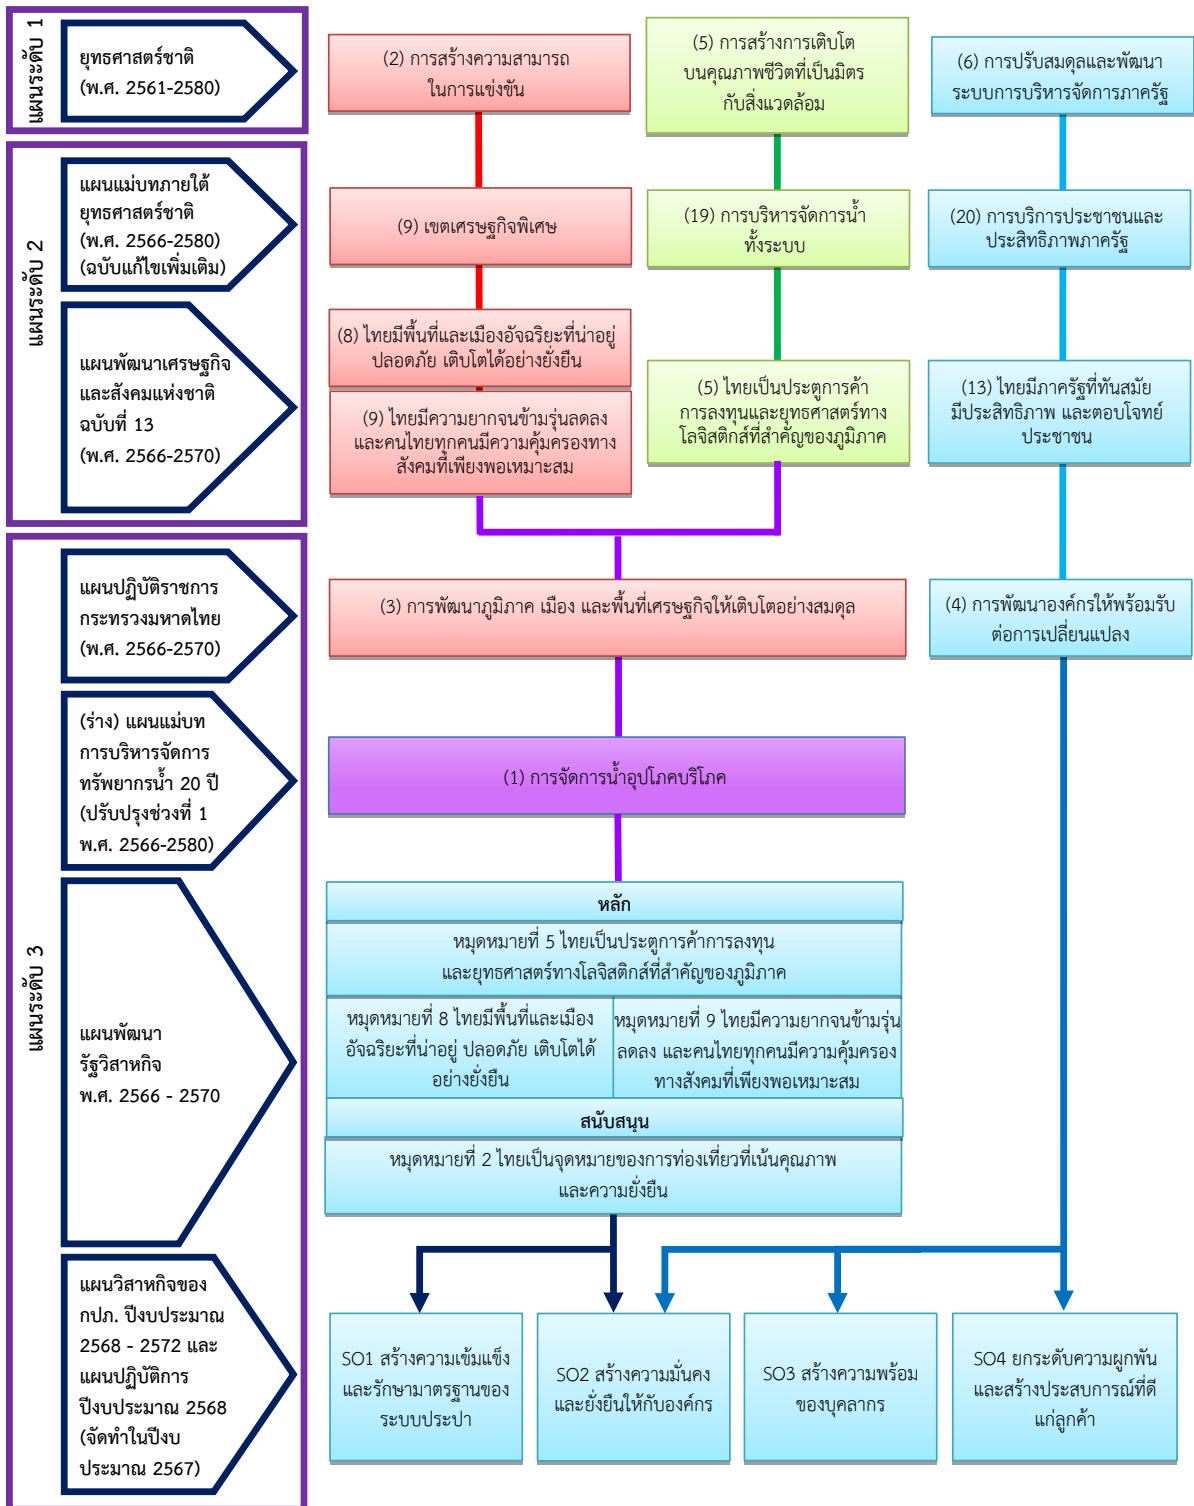 แผนระดับ 1
ยุทธศาสตร์ชาติ
(พ.ศ. 2561-2580)
(2) การสร้างความสามารถ
ในการแข่งขัน
(5) การสร้างการเติบโต
บนคุณภาพชีวิตที่เป็นมิตร
กับสิ่งแวดล้อม
(6) การปรับสมดุลและพัฒนา
ระบบการบริหารจัดการภาครัฐ
แผนระดับ 2
แผนแม่บทภายใต้
ยุทธศาสตร์ชาติ
(พ.ศ. 2566-2580)
(ฉบับแก้ไขเพิ่มเติม)
(9) เขตเศรษฐกิจพิเศษ
(19) การบริหารจัดการน้ำ
ทั้งระบบ
(20) การบริการประชาชนและ
ประสิทธิภาพภาครัฐ
แผนพัฒนาเศรษฐกิจ
และสังคมแห่งชาติ
ฉบับที่ 13
(พ.ศ. 2566-2570)
(8) ไทยมีพื้นที่และเมืองอัจฉริยะที่น่าอยู่
ปลอดภัย เติบโตได้อย่างยั่งยืน
(9) ไทยมีความยากจนข้ามรุ่นลดลง
และคนไทยทุกคนมีความคุ้มครองทาง
สังคมที่เพียงพอเหมาะสม
(5) ไทยเป็นประตูการค้า
การลงทุนและยุทธศาสตร์ทาง
โลจิสติกส์ที่สำคัญของภูมิภาค
(13) ไทยมีภาครัฐที่ทันสมัย
มีประสิทธิภาพ และตอบโจทย์
ประชาชน
แผนระดับ 3
แผนปฏิบัติราชการ
กระทรวงมหาดไทย
(พ.ศ. 2566-2570)
(3) การพัฒนาภูมิภาค เมือง และพื้นที่เศรษฐกิจให้เติบโตอย่างสมดุล
(4) การพัฒนาองค์กรให้พร้อมรับ
ต่อการเปลี่ยนแปลง
(ร่าง) แผนแม่บท
การบริหารจัดการ
ทรัพยากรน้ำ 20 ปี
(ปรับปรุงช่วงที่ 1
พ.ศ. 2566-2580)
(1) การจัดการน้ำอุปโภคบริโภค
แผนพัฒนา
รัฐวิสาหกิจ
พ.ศ. 2566 - 2570
หลัก
หมุดหมายที่ 5 ไทยเป็นประตูการค้าการลงทุน
และยุทธศาสตร์ทางโลจิสติกส์ที่สำคัญของภูมิภาค
หมุดหมายที่ 8 ไทยมีพื้นที่และเมือง
อัจฉริยะที่น่าอยู่ ปลอดภัย เติบโตได้
อย่างยั่งยืน
หมุดหมายที่ 9 ไทยมีความยากจนข้ามรุ่น
ลดลง และคนไทยทุกคนมีความคุ้มครอง
ทางสังคมที่เพียงพอเหมาะสม
สนับสนุน
หมุดหมายที่ 2 ไทยเป็นจุดหมายของการท่องเที่ยวที่เน้นคุณภาพ
และความยั่งยืน
แผนวิสาหกิจของ
กปภ. ปีงบประมาณ
2568 - 2572 และ
แผนปฏิบัติการ
ปีงบประมาณ 2568
(จัดทำในปีงบ
ประมาณ 2567)
SO1 สร้างความเข้มแข็ง
และรักษามาตรฐานของ
ระบบประปา
SO2 สร้างความมั่นคง
และยั่งยืนให้กับองค์กร
SO3 สร้างความพร้อม
ของบุคลากร
SO4 ยกระดับความผูกพัน
และสร้างประสบการณ์ที่ดี
แก่ลูกค้า